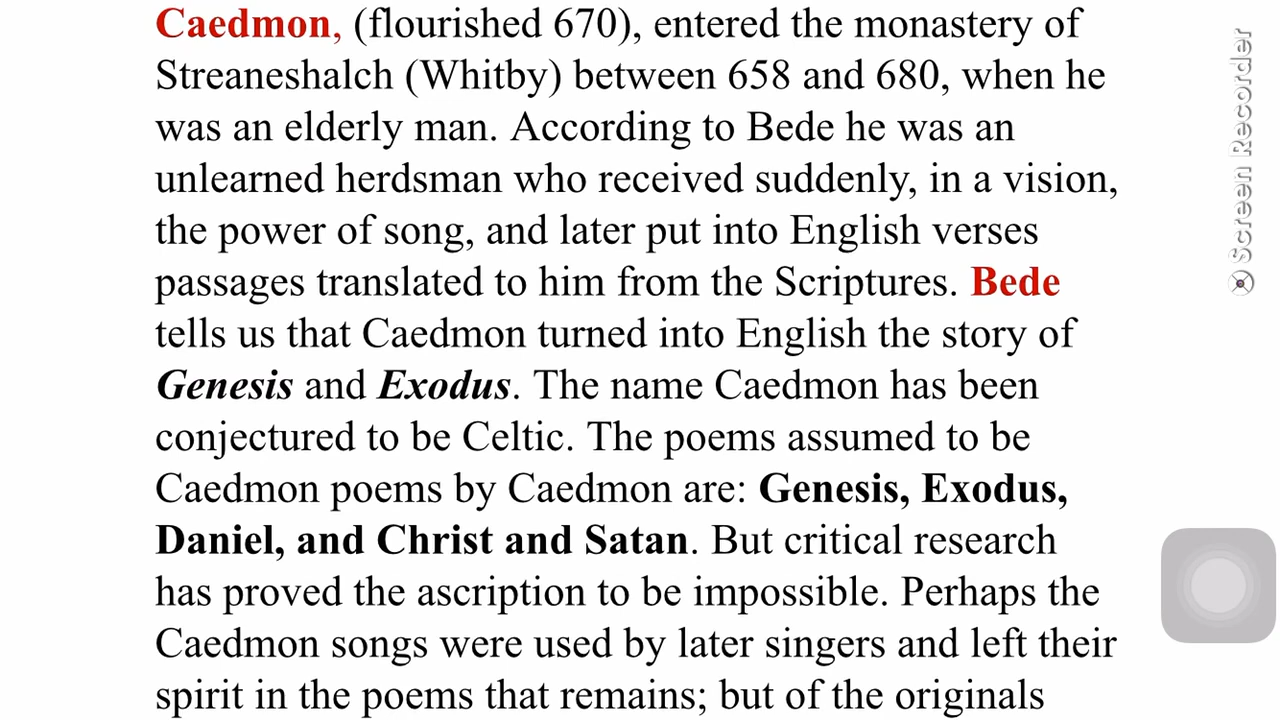 Caedmon, (flourished 670), entered the monastery of
Streaneshalch (Whitby) between 658 and 680, when he
was an elderly man. According to Bede he was an
unlearned herdsman who received suddenly, in a vision,
the power of song, and later put into English verses
passages translated to him from the Scriptures. Bede
tells us that Caedmon turned into English the story of
Genesis and Exodus. The name Caedmon has been
conjectured to be Celtic. The poems assumed to be
Caedmon poems by Caedmon are: Genesis, Exodus,
Daniel, and Christ and Satan. But critical research
has proved the ascription to be impossible. Perhaps the
Caedmon songs were used by later singers and left their
spirit in the poems that remains; but of the originals
Screen Recorder